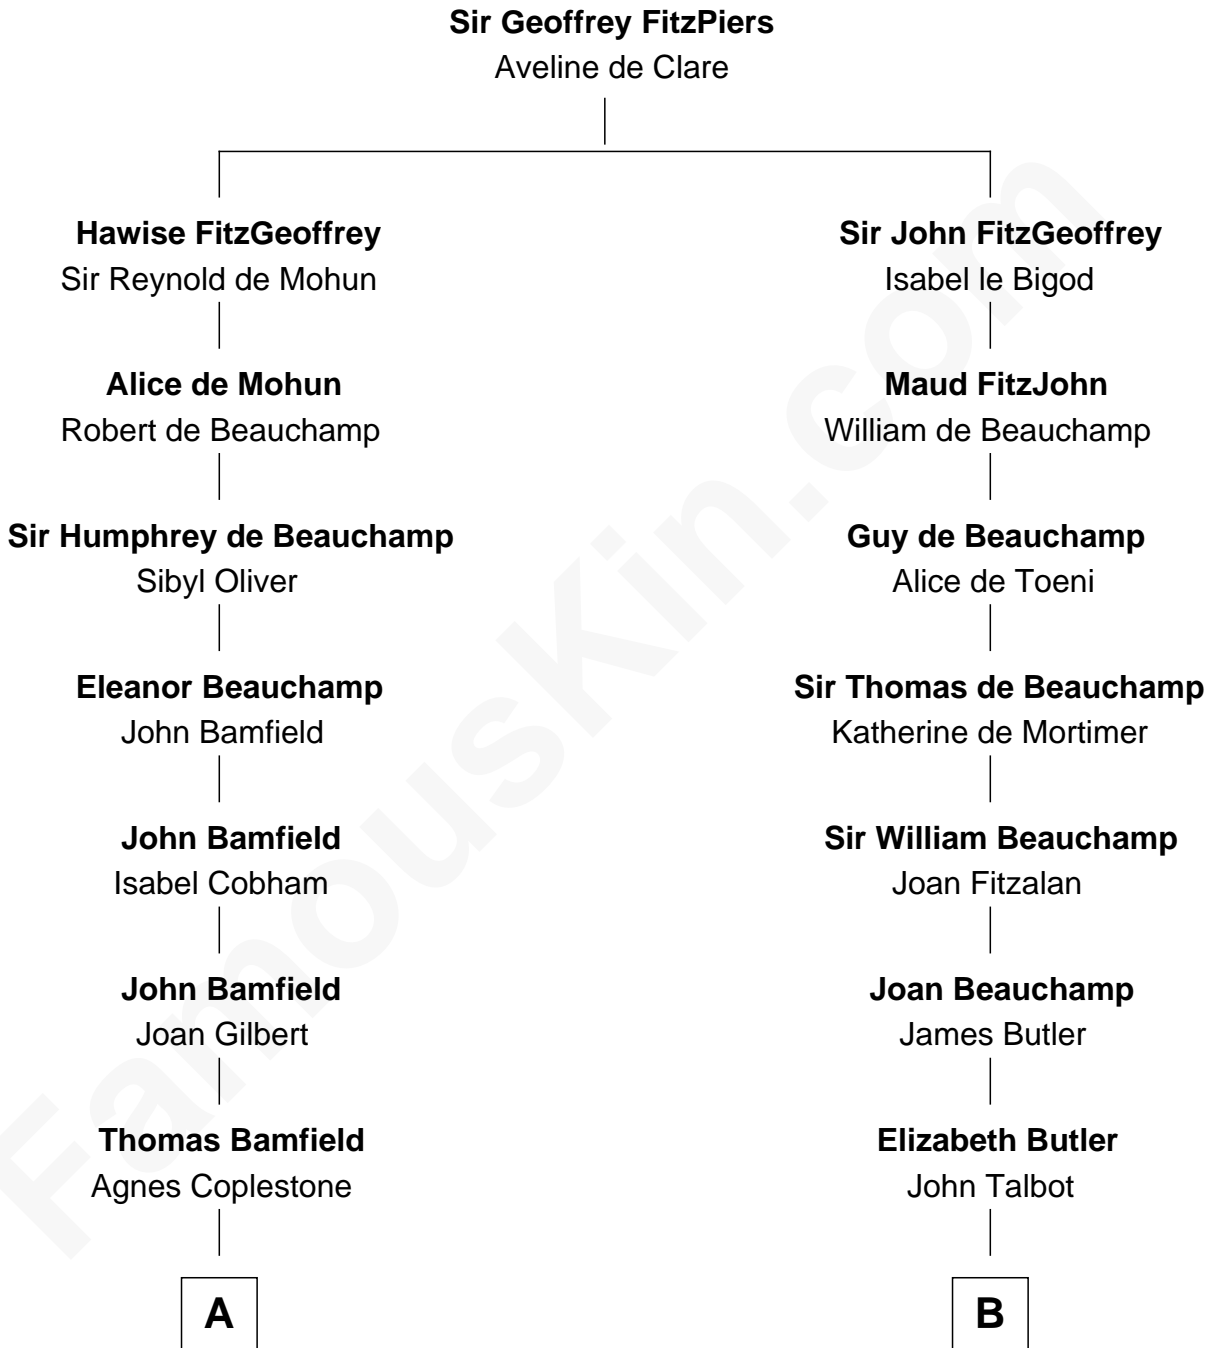 Sir Geoffrey FitzPiers
Aveline de Clare
Hawise FitzGeoffrey
Sir Reynold de Mohun
Alice de Mohun
Robert de Beauchamp
Sir Humphrey de Beauchamp
Sibyl Oliver
Eleanor Beauchamp
John Bamfield
John Bamfield
Isabel Cobham
John Bamfield
Joan Gilbert
Thomas Bamfield
Agnes Coplestone
A
Sir John FitzGeoffrey
Isabel le Bigod
Maud FitzJohn
William de Beauchamp
Guy de Beauchamp
Alice de Toeni
Sir Thomas de Beauchamp
Katherine de Mortimer
Sir William Beauchamp
Joan Fitzalan
Joan Beauchamp
James Butler
Elizabeth Butler
John Talbot
B
FamousKin.com